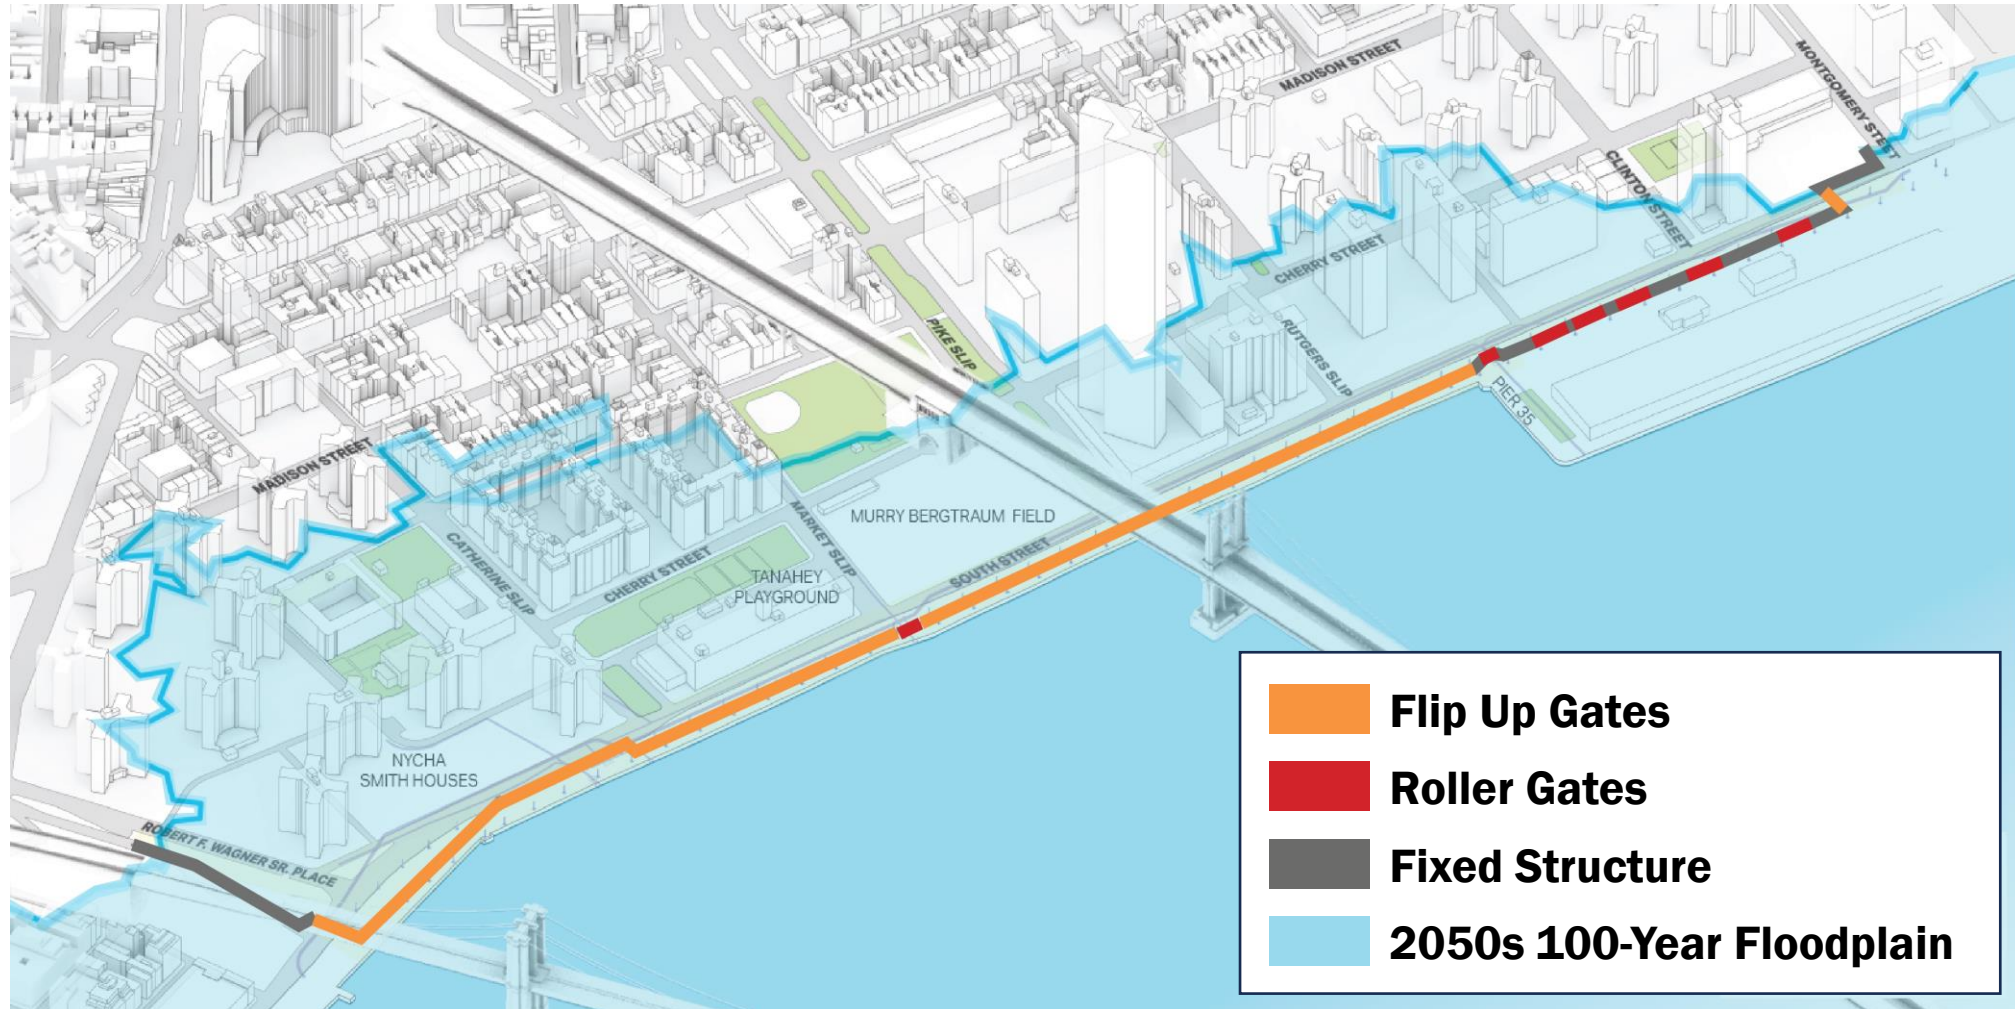 MADISON STREET
MONTGOMERY STEET
CLINTON STREET
CHERRY STREET
PIKE SLIP
RUTGERS SLIP
PIER 35
MADISON STREET
MARKET SLIP
MURRY BERGTRAUM FIELD
CATHERINE SLIP
CHERRY STREET
SOUTH STREET
TANAHEY
PLAYGROUND
NYCHA
SMITH HOUSES
ROBERT F. WAGNER SR. PLACE
Flip Up Gates
Roller Gates
Fixed Structure
2050s 100-Year Floodplain